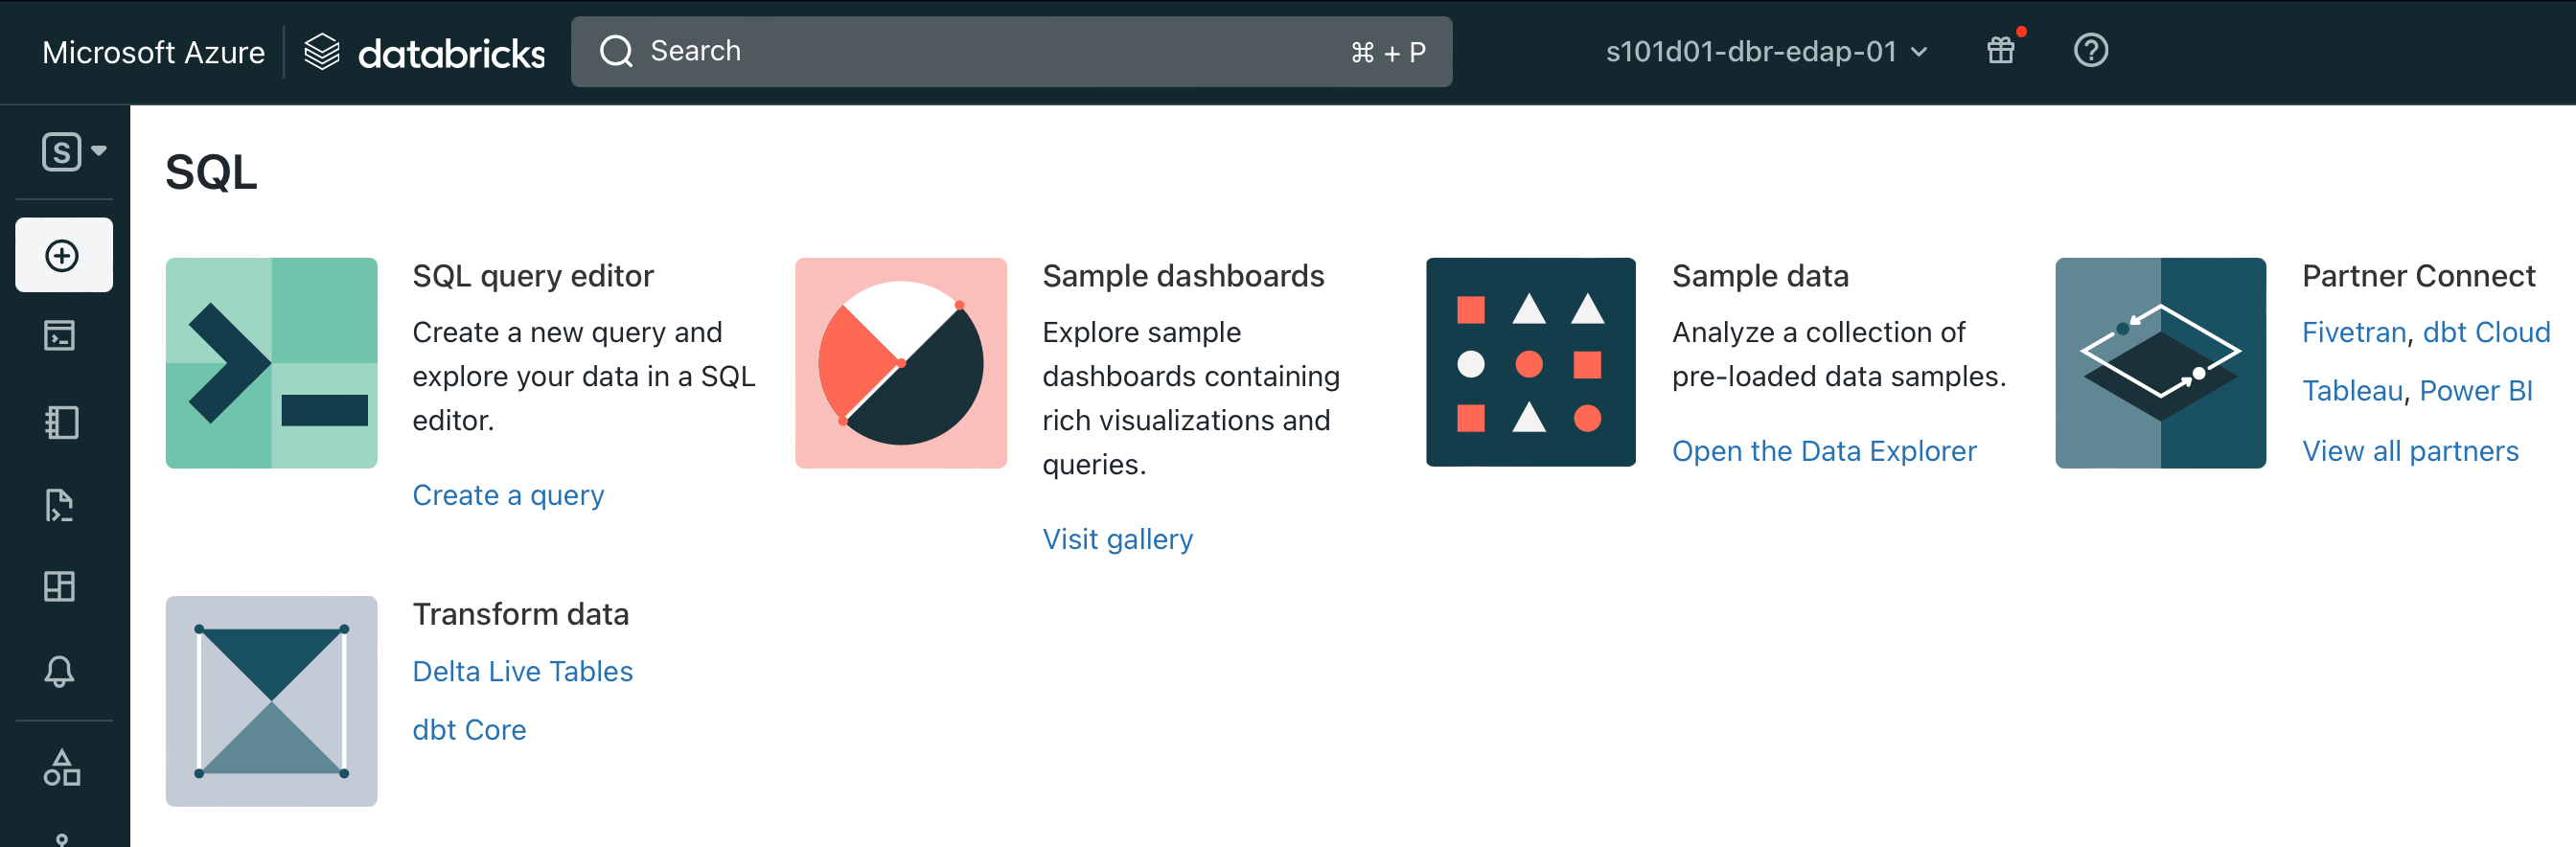 Microsoft Azure
databricks
Search
⌘ + P
s101d01-dbr-edap-01
S
SQL
SQL query editor
Create a new query and
explore your data in a SQL
editor.
Create a query
Sample dashboards
Explore sample
dashboards containing
rich visualizations and
queries.
Visit gallery
Sample data
Analyze a collection of
pre-loaded data samples.
Open the Data Explorer
Partner Connect
Fivetran, dbt Cloud
Tableau, Power BI
View all partners
Transform data
Delta Live Tables
dbt Core